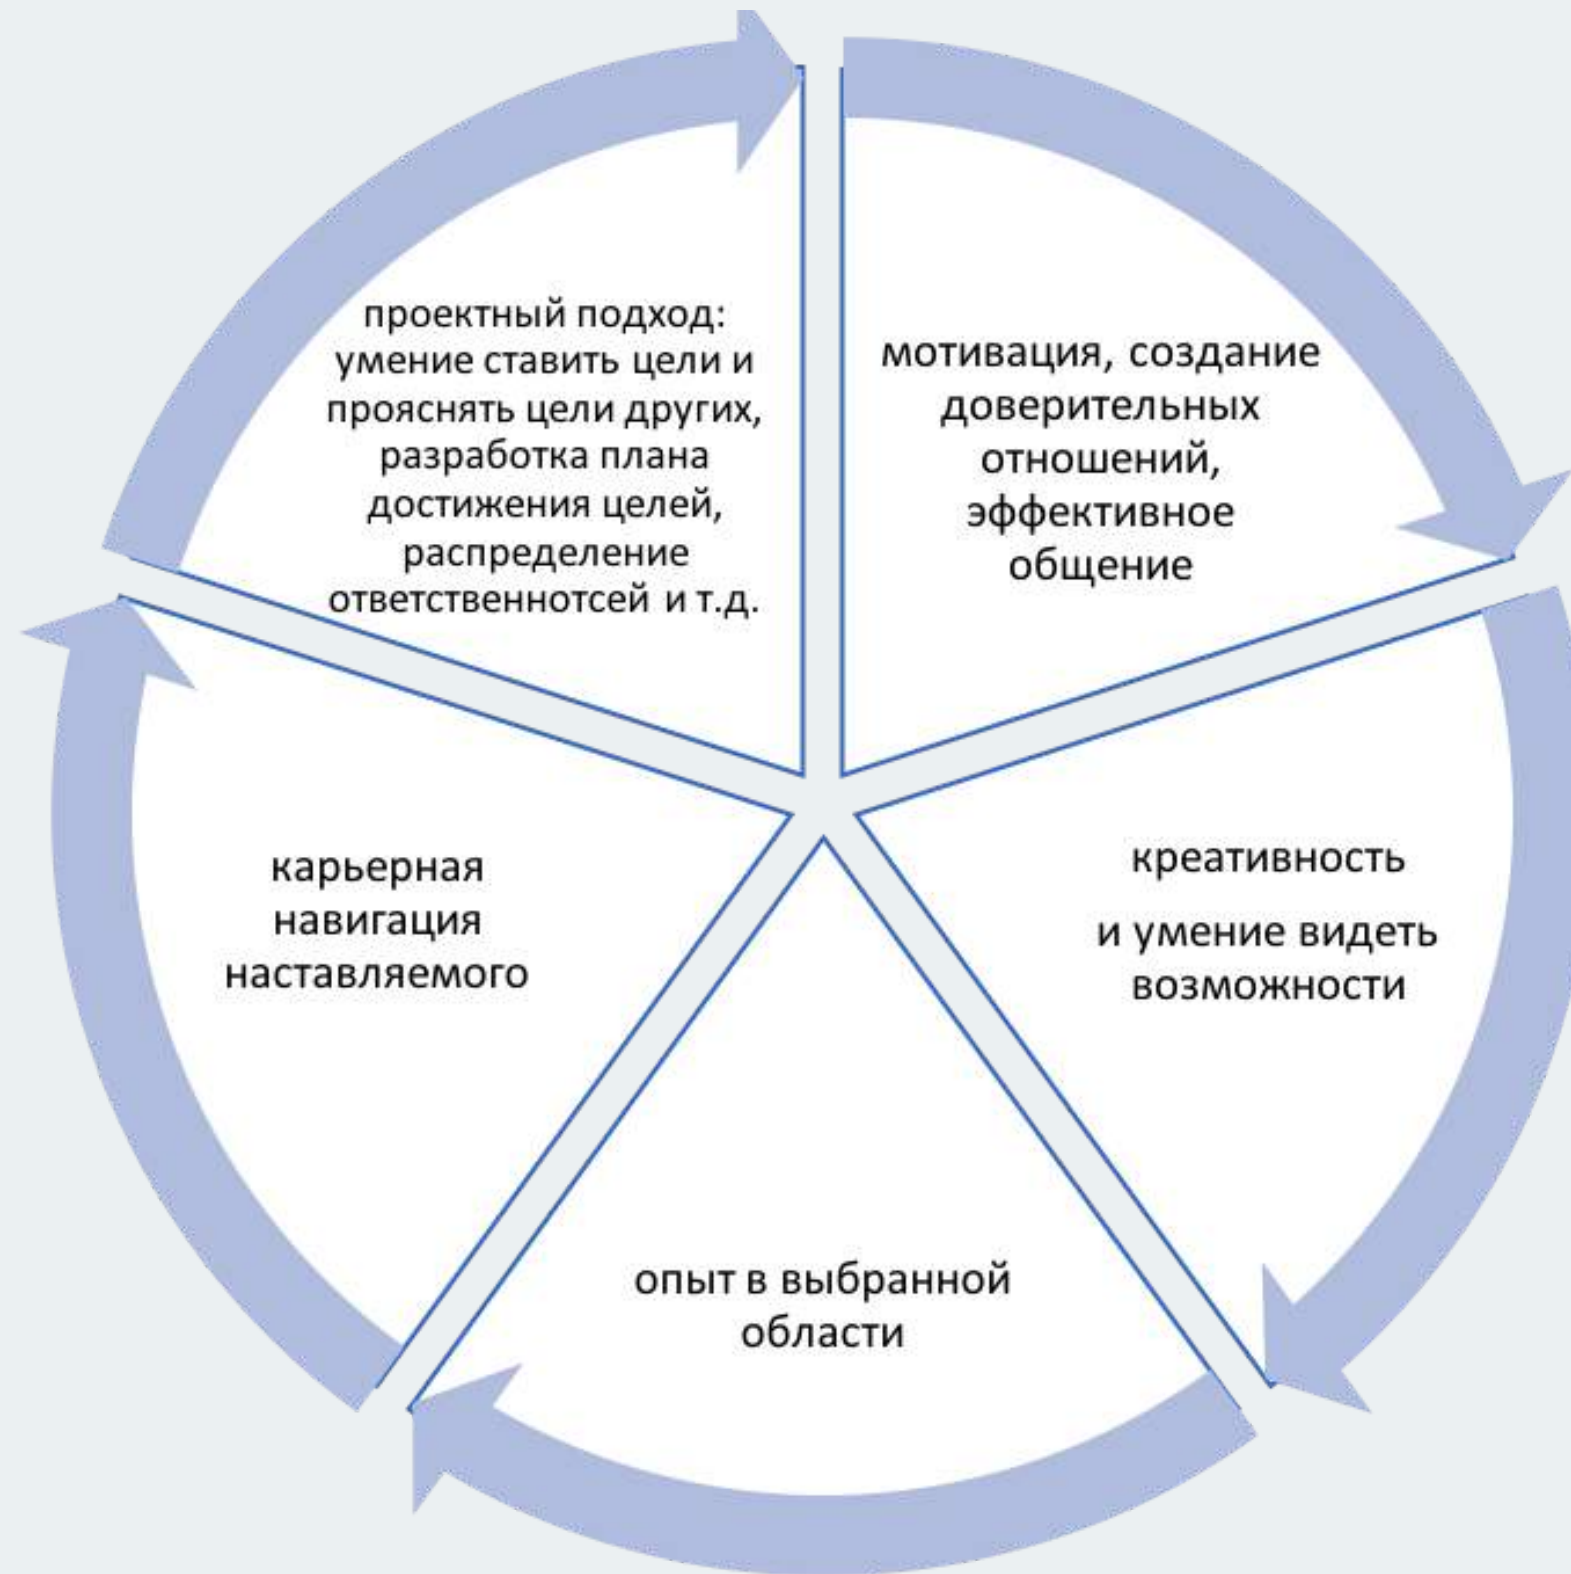 проектный подход:
умение ставить цели и
прояснять цели других,
разработка плана
достижения целей,
распределение
ответственнотсей и т.д.
мотивация, создание
доверительных
отношений,
эффективное
общение
креативность
и умение видеть
возможности
опыт в выбранной
области
карьерная
навигация
наставляемого